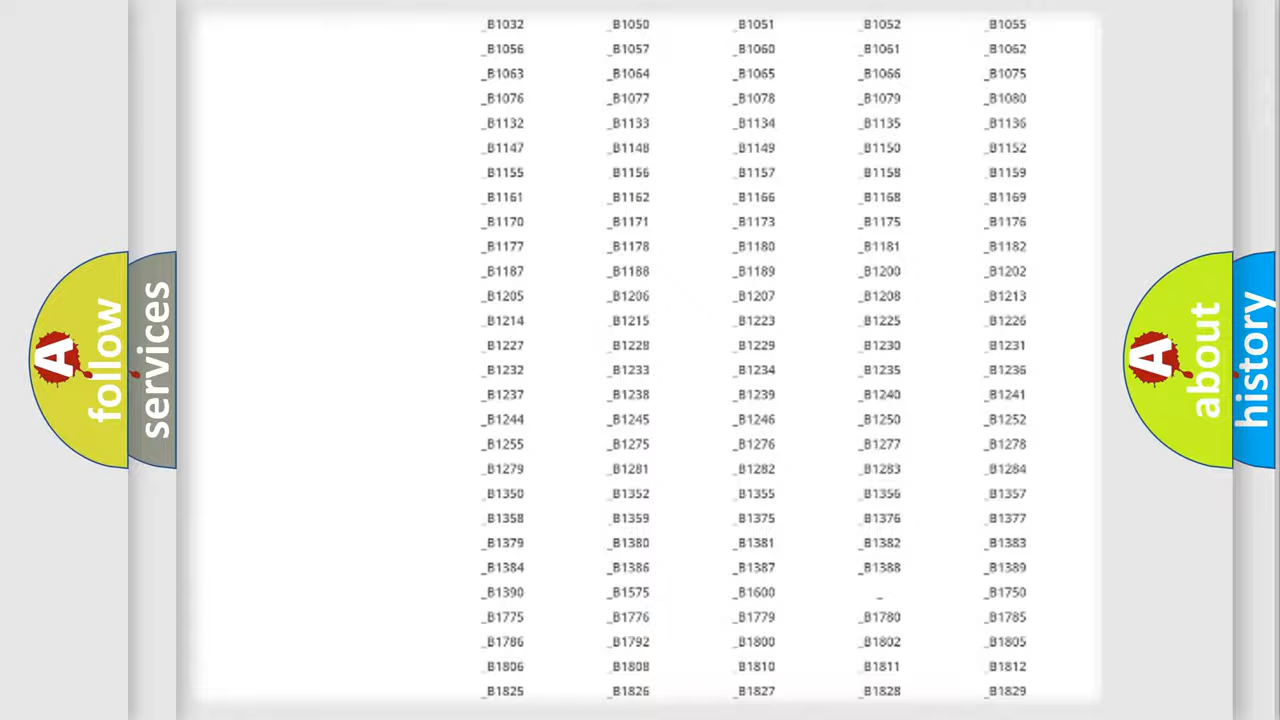 _B1032 _B1050 _B1051 _B1052 _B1055
_B1056 _B1057 _B1060 _B1061 _B1062
_B1063 _B1064 _B1065 _B1066 _B1075
_B1076 _B1077 _B1078 _B1079 _B1080
_B1132 _B1133 _B1134 _B1135 _B1136
_B1147 _B1148 _B1149 _B1150 _B1152
_B1155 _B1156 _B1157 _B1158 _B1159
_B1161 _B1162 _B1166 _B1168 _B1169
_B1170 _B1171 _B1173 _B1175 _B1176
_B1177 _B1178 _B1180 _B1181 _B1182
_B1187 _B1188 _B1189 _B1200 _B1202
_B1205 _B1206 _B1207 _B1208 _B1213
_B1214 _B1215 _B1223 _B1225 _B1226
_B1227 _B1228 _B1229 _B1230 _B1231
_B1232 _B1233 _B1234 _B1235 _B1236
_B1237 _B1238 _B1239 _B1240 _B1241
_B1244 _B1245 _B1246 _B1250 _B1252
_B1255 _B1275 _B1276 _B1277 _B1278
_B1279 _B1281 _B1282 _B1283 _B1284
_B1350 _B1352 _B1355 _B1356 _B1357
_B1358 _B1359 _B1375 _B1376 _B1377
_B1379 _B1380 _B1381 _B1382 _B1383
_B1384 _B1386 _B1387 _B1388 _B1389
_B1390 _B1575 _B1600 _ _B1750
_B1775 _B1776 _B1779 _B1780 _B1785
_B1786 _B1792 _B1800 _B1802 _B1805
_B1806 _B1808 _B1810 _B1811 _B1812
_B1825 _B1826 _B1827 _B1828 _B1829
A
follow
services
A
about
history